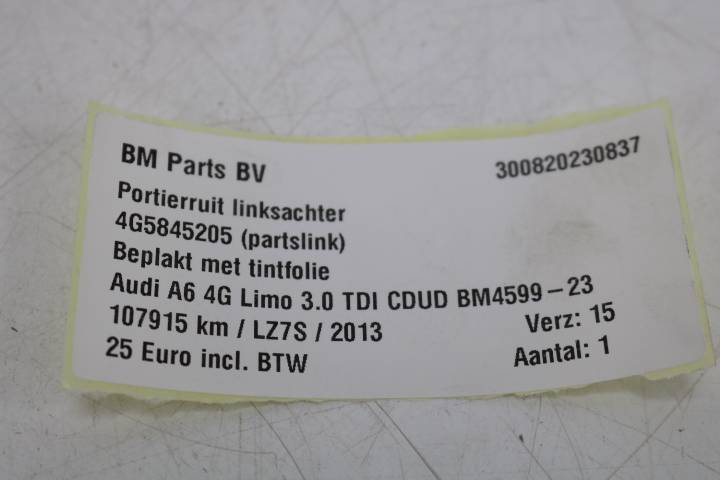 BM Parts BV 300820230837
Portierruit linksachter
4G5845205 (partslink)
Beplakt met tintfolie
Audi A6 4G Limo 3.0 TDI CDUD BM4599-23
107915 km / LZ7S / 2013 Verz: 15
25 Euro incl. BTW Aantal: 1